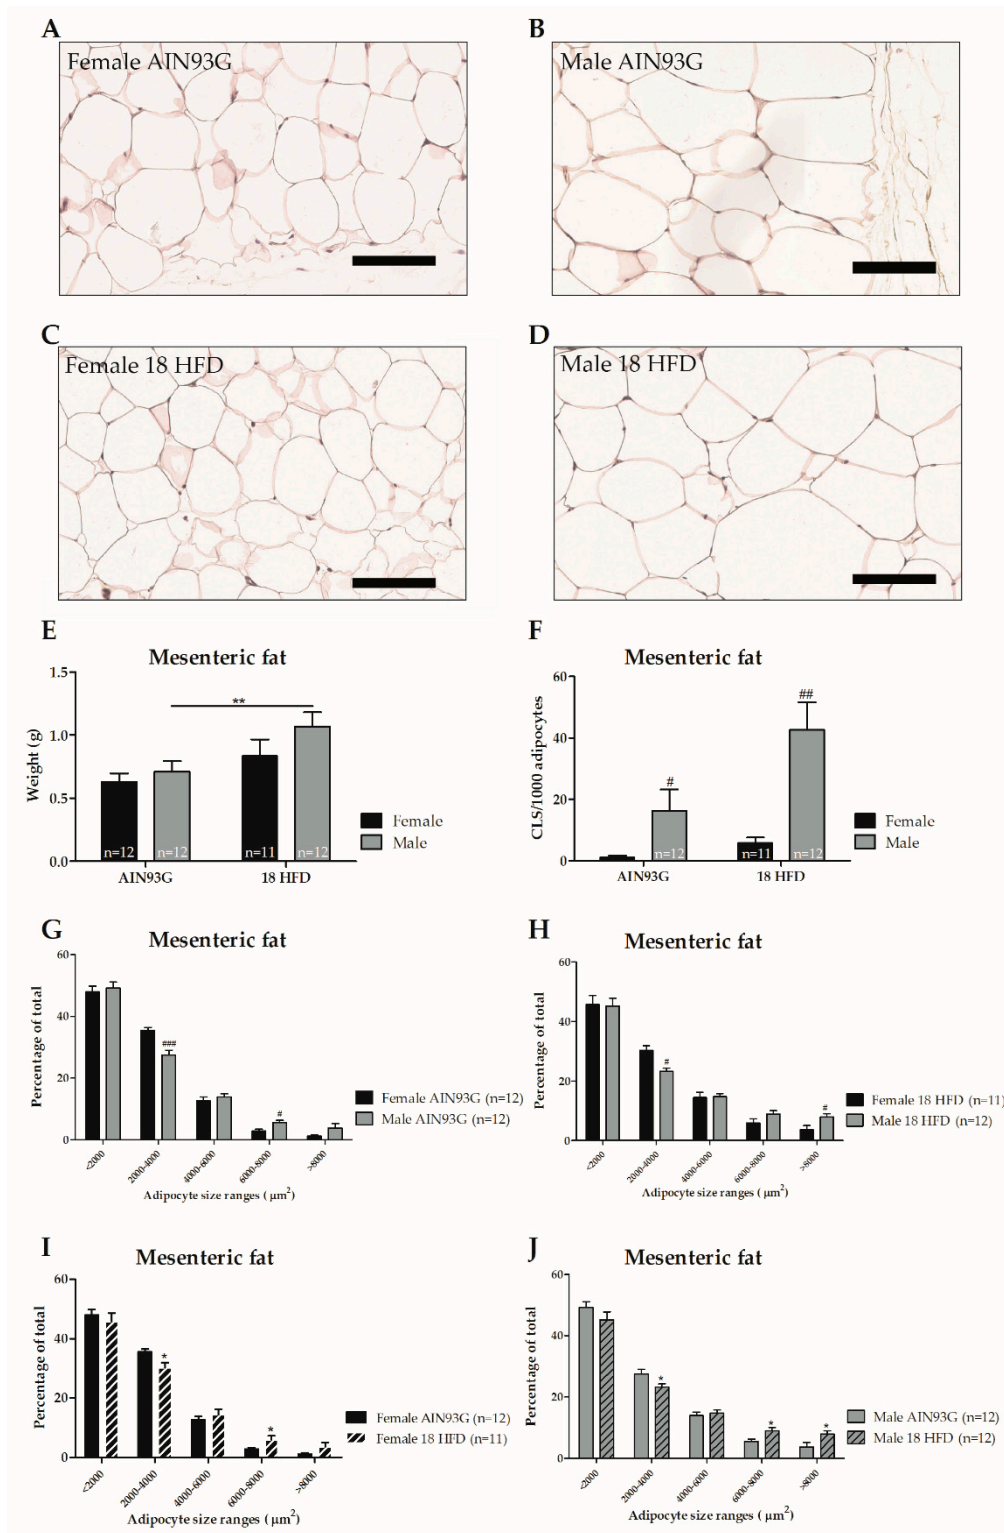 A
Female AIN93G
B
Male AIN93G
C
Female 18 HFD
D
Male 18 HFD
E
Mesenteric fat
Weight (g)
1.5
1.0
0.5
0.0
**
n=12
n=12
n=11
n=12
AIN93G
18 HFD
Female
Male
F
Mesenteric fat
CLS/1000 adipocytes
60
40
20
0
#
##
n=12
n=11
n=12
AIN93G
18 HFD
Female
Male
G
Mesenteric fat
Percentage of total
60
40
20
0
###
#
<2000
2000-4000
4000-6000
6000-8000
>8000
Adipocyte size ranges ( µm²)
Female AIN93G (n=12)
Male AIN93G (n=12)
H
Mesenteric fat
Percentage of total
60
40
20
0
#
#
<2000
2000-4000
4000-6000
6000-8000
>8000
Adipocyte size ranges ( µm²)
Female 18 HFD (n=11)
Male 18 HFD (n=12)
I
Mesenteric fat
Percentage of total
60
40
20
0
*
*
<2000
2000-4000
4000-6000
6000-8000
>8000
Adipocyte size ranges ( µm²)
Female AIN93G (n=12)
Female 18 HFD (n=11)
J
Mesenteric fat
Percentage of total
60
40
20
0
*
*
*
<2000
2000-4000
4000-6000
6000-8000
>8000
Adipocyte size ranges ( µm²)
Male AIN93G (n=12)
Male 18 HFD (n=12)